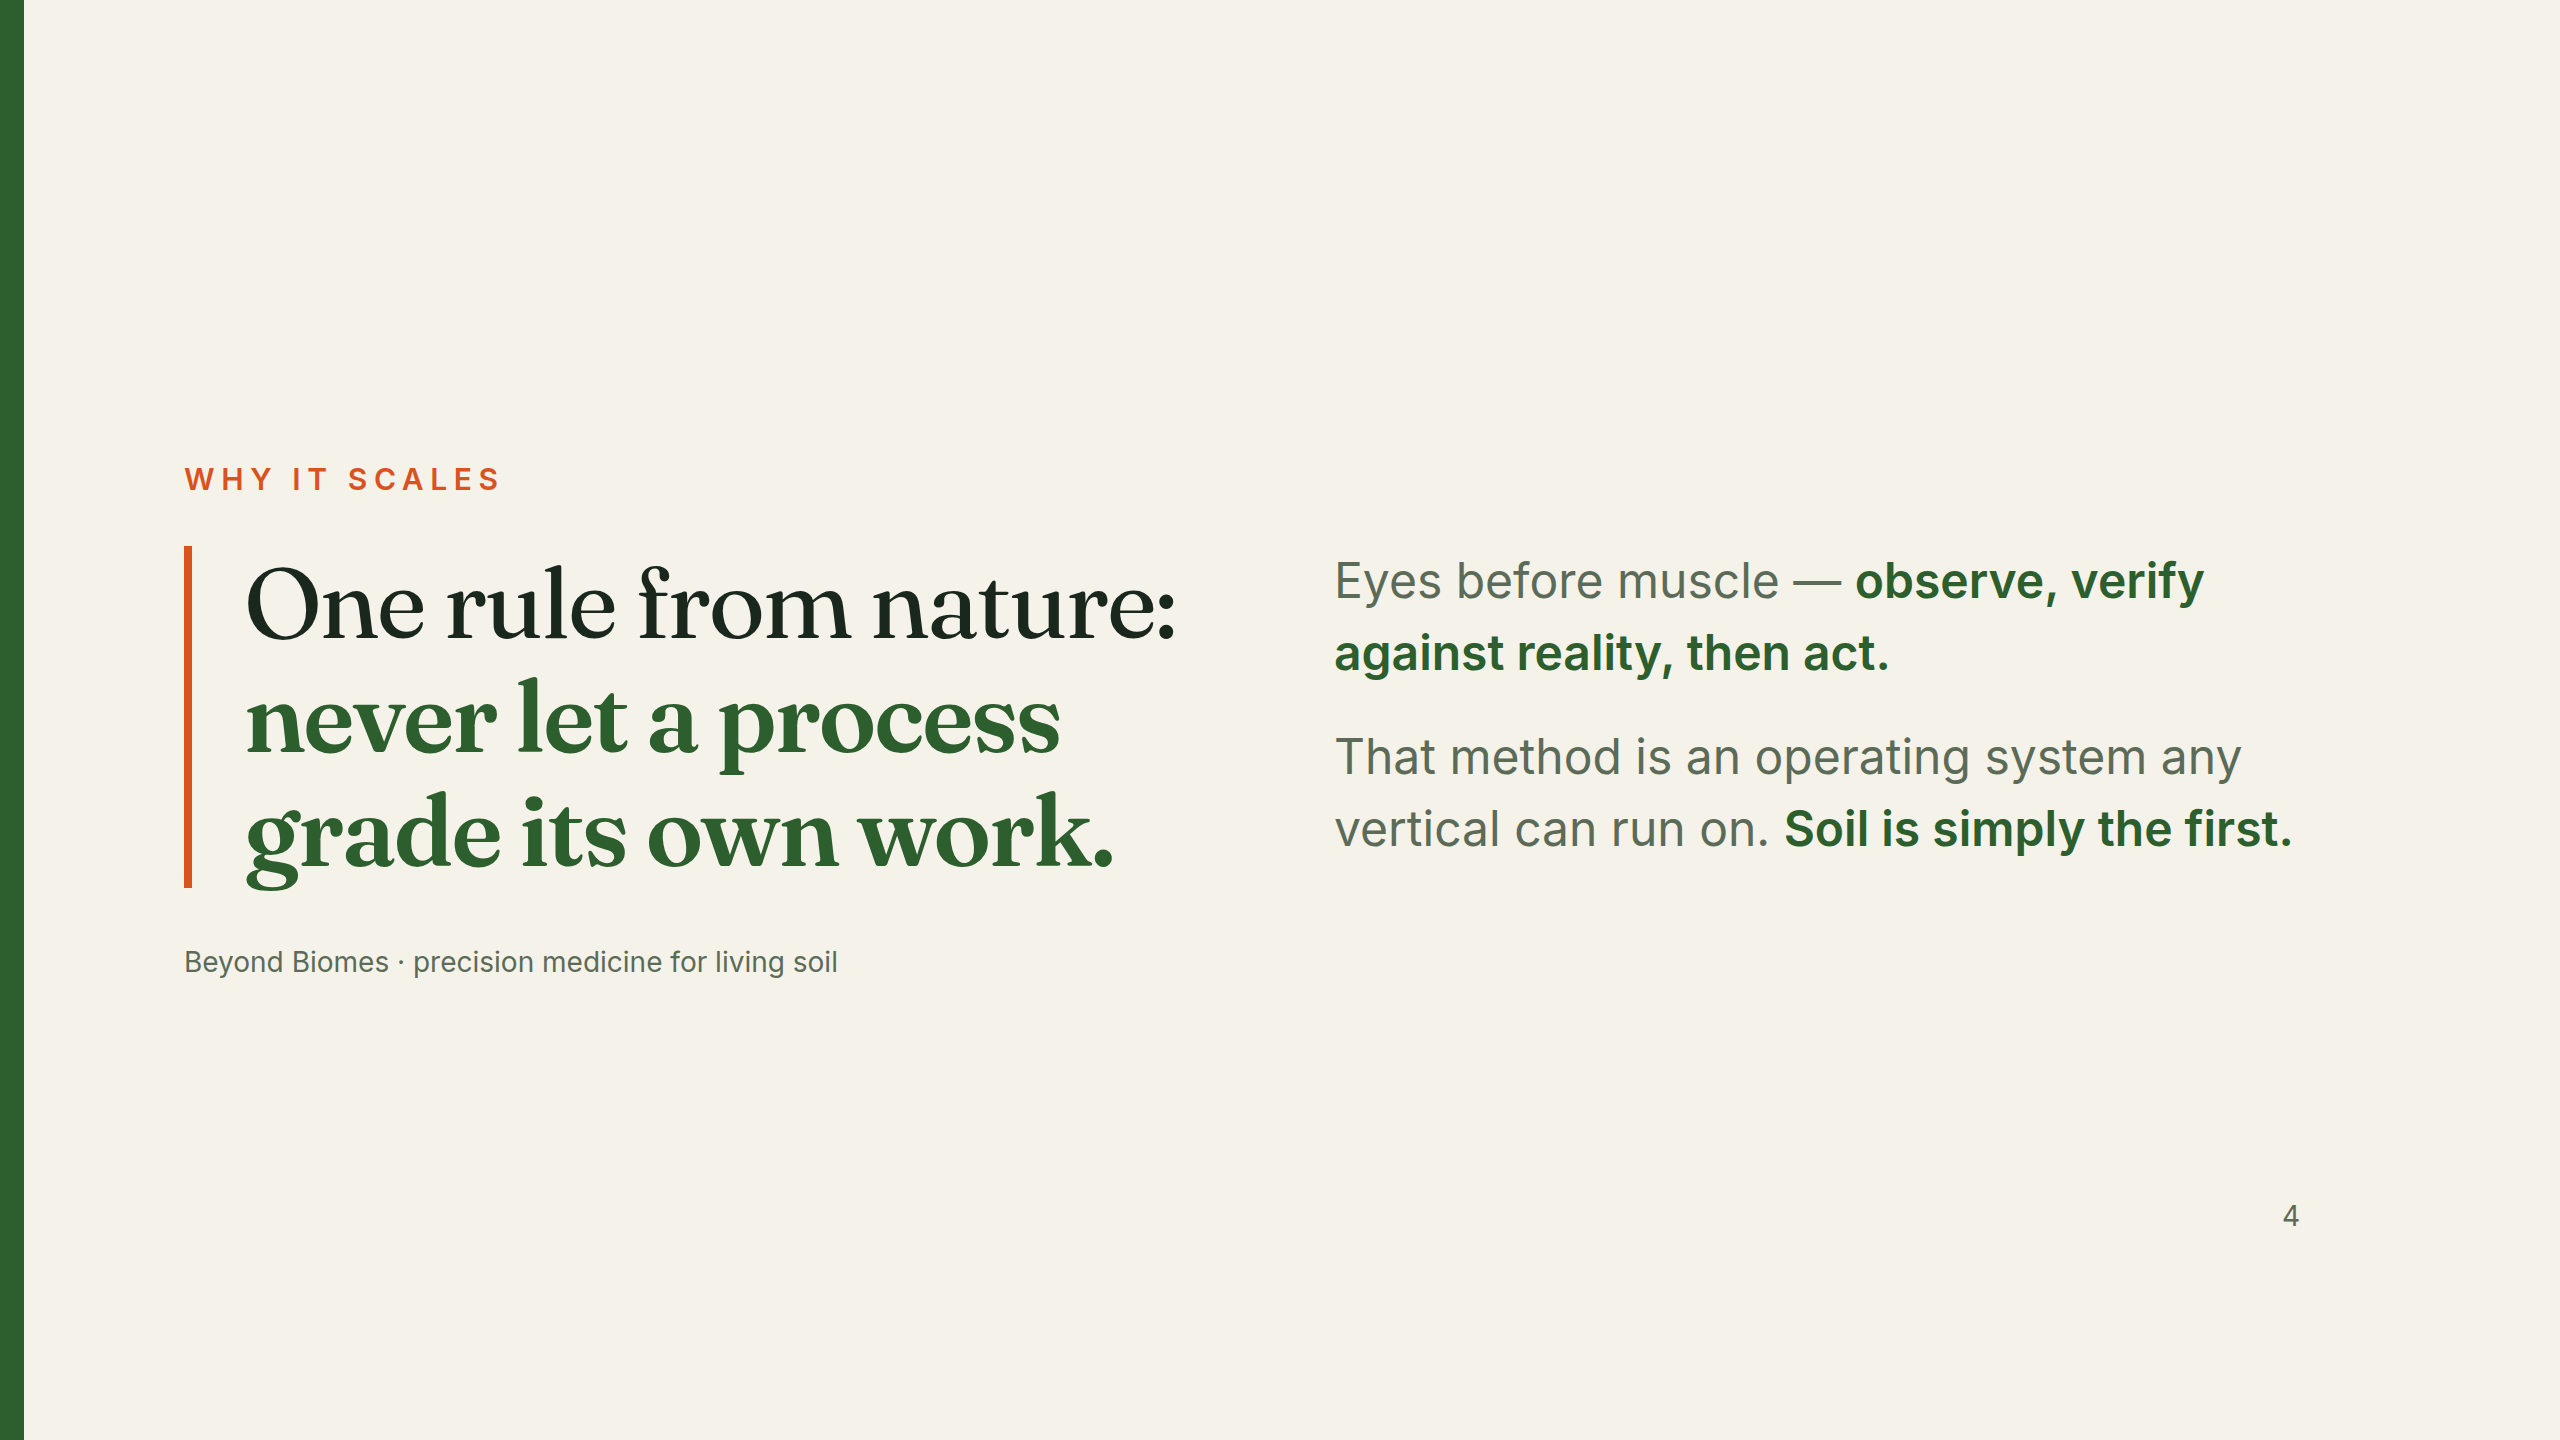 WHY IT SCALES
One rule from nature:
never let a process
grade its own work.
Beyond Biomes · precision medicine for living soil
Eyes before muscle — observe, verify
against reality, then act.
That method is an operating system any
vertical can run on. Soil is simply the first.
4